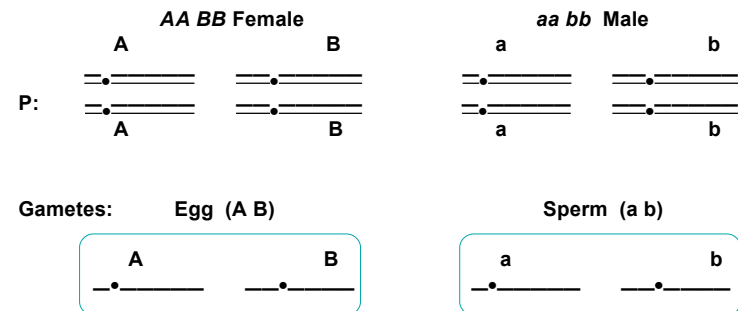 AA BB Female aa bb Male
A B a b
P:
A B a b
Gametes: Egg (A B) Sperm (a b)
A B a b